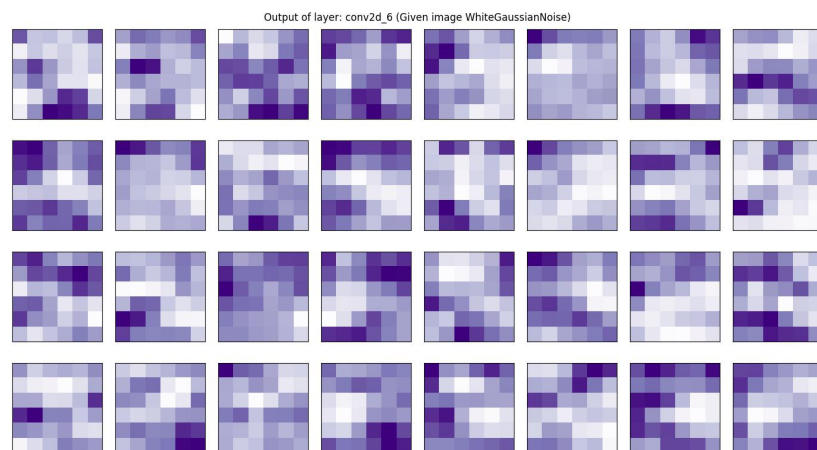 Output of layer: conv2d_6 (Given image WhiteGaussianNoise)